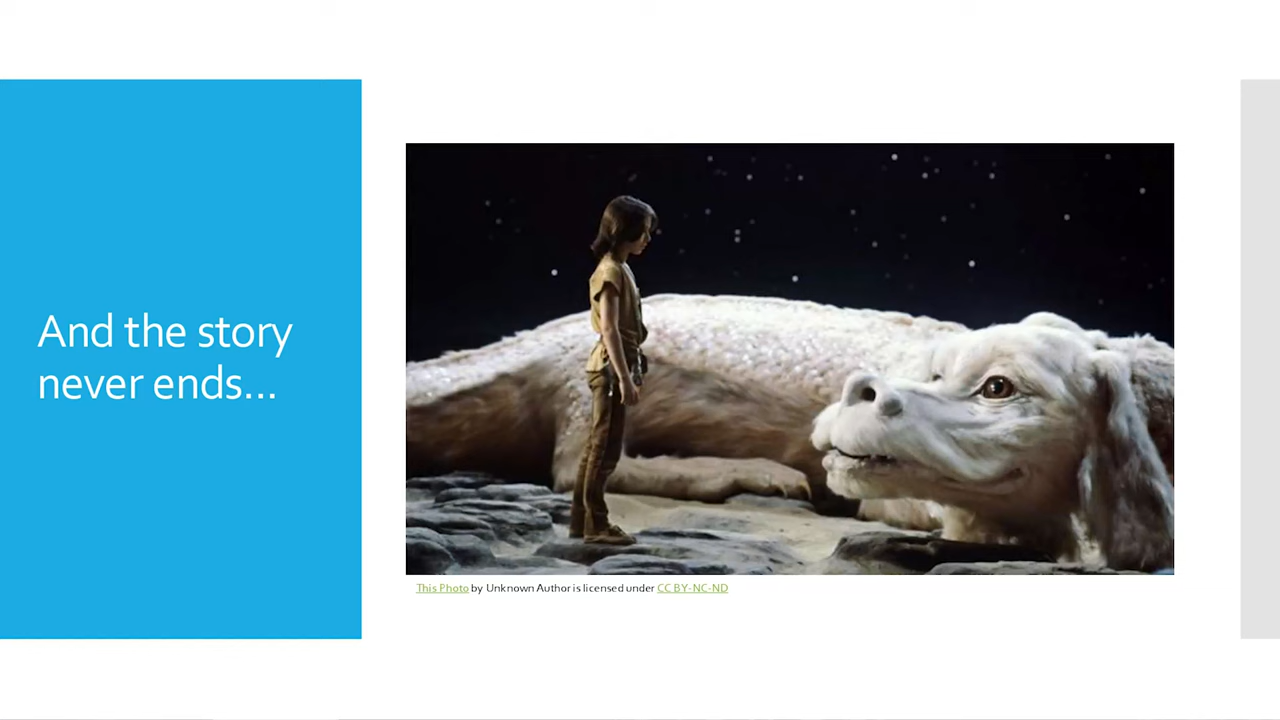 And the story
never ends...
This Photo by Unknown Author is licensed under CC BY-NC-ND